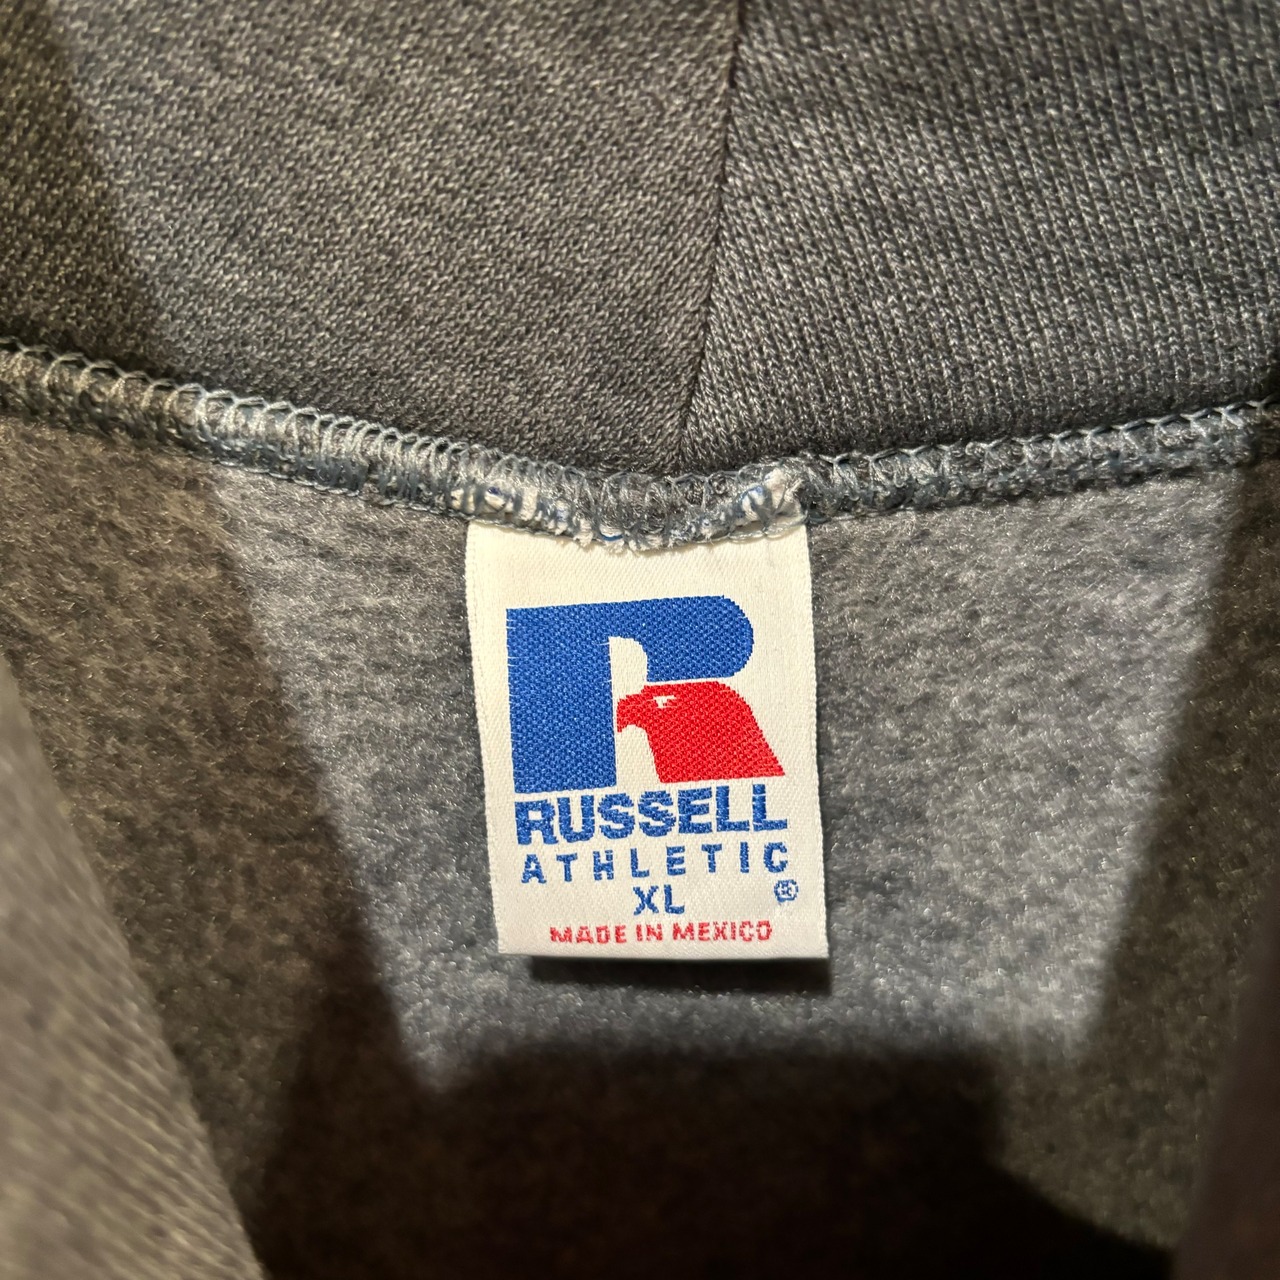 RUSSELL
ATHLETIC
®
XL
MADE IN MEXICO